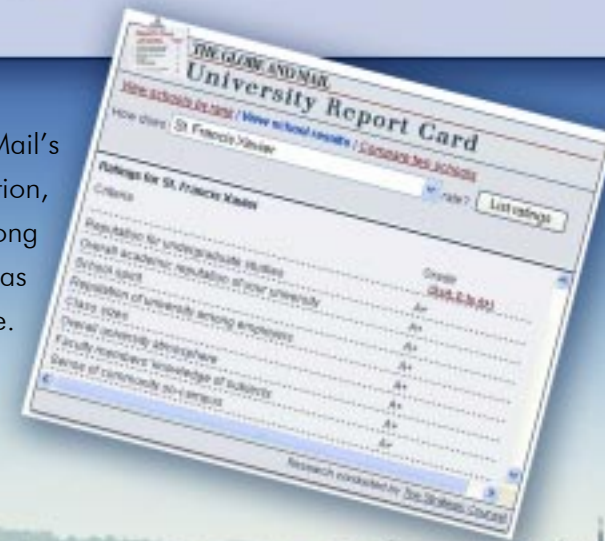 Mail's
tion,
ong
as
e.
THE GLOBE AND MAIL
University Report Card
View schools by rates / View school results / Compare two schools
How does St. Francis Xavier rate? List ratings
Ratings for St. Francis Xavier
Criteria Grade
Reputation for undergraduate studies A+
Overall academic reputation of your university A+
School spirit A+
Reputation of university among employers A+
Class sizes A+
Overall university atmosphere A+
Faculty members' knowledge of subjects A+
Sense of community on-campus
Research conducted by The Strategic Counsel